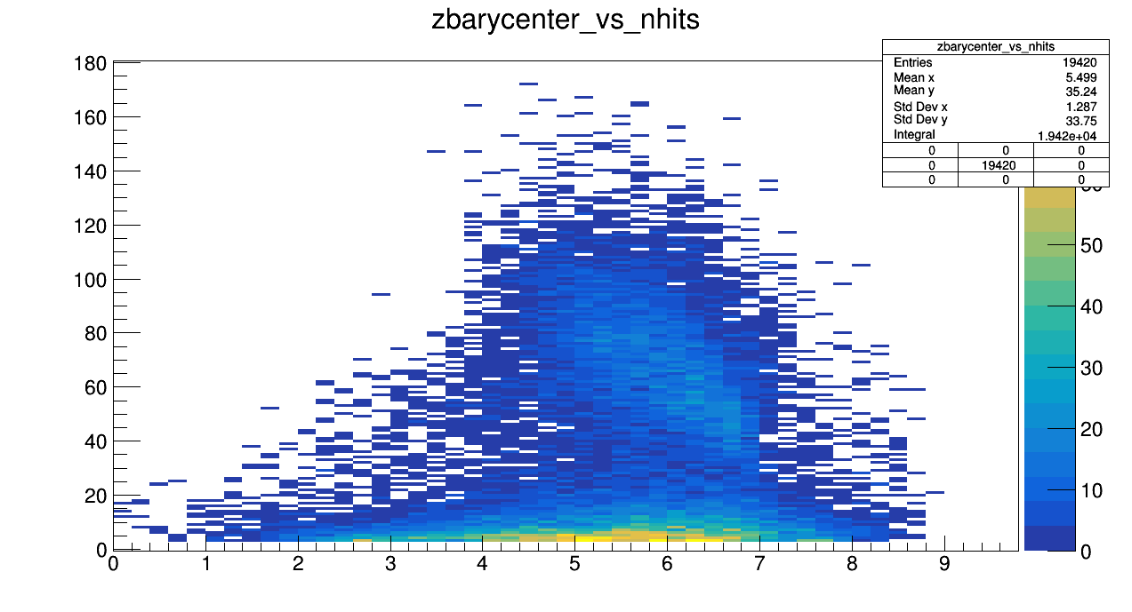 zbarycenter_vs_nhits
zbarycenter_vs_nhits
Entries 19420
Mean x 5.499
Mean y 35.24
Std Dev x 1.287
Std Dev y 33.75
Integral 1.942e+04
0 0 0
0 19420 0
0 0 0
180
160
140
120
100
80
60
40
20
0
0 1 2 3 4 5 6 7 8 9
50
40
30
20
10
0